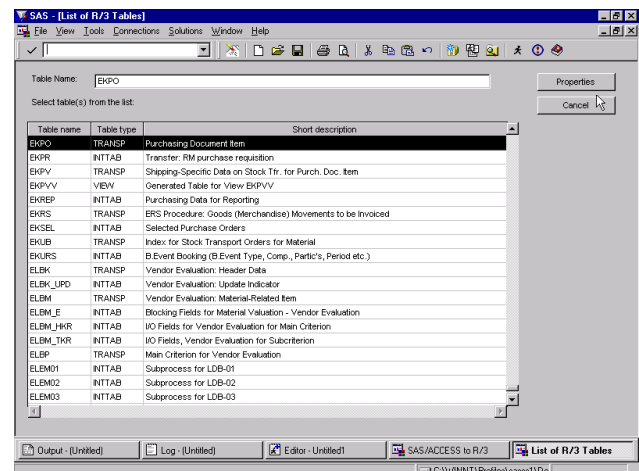 SAS - [List of R/3 Tables]
File View Tools Connections Solutions Window Help
Table Name: EKPO
Properties
Select table(s) from the list:
Cancel
Table name Table type Short description
EKPO TRANSP Purchasing Document Item
EKPR INTTAB Transfer: RM purchase requisition
EKPV TRANSP Shipping-Specific Data on Stock Tfr. for Purch. Doc. Item
EKPVV VIEW Generated Table for View EKPVV
EKREP INTTAB Purchasing Data for Reporting
EKRS TRANSP ERS Procedure: Goods (Merchandise) Movements to be Invoiced
EKSEL INTTAB Selected Purchase Orders
EKUB TRANSP Index for Stock Transport Orders for Material
EKURS INTTAB B.Event Booking (B.Event Type, Comp., Partic's, Period etc.)
ELBK TRANSP Vendor Evaluation: Header Data
ELBK_UPD INTTAB Vendor Evaluation: Update Indicator
ELBM TRANSP Vendor Evaluation: Material-Related Item
ELBM_E INTTAB Blocking Fields for Material Valuation - Vendor Evaluation
ELBM_HKR INTTAB I/O Fields for Vendor Evaluation for Main Criterion
ELBM_TKR INTTAB I/O Fields, Vendor Evaluation for Subcriterion
ELBP TRANSP Main Criterion for Vendor Evaluation
ELEM01 INTTAB Subprocess for LDB-01
ELEM02 INTTAB Subprocess for LDB-02
ELEM03 INTTAB Subprocess for LDB-03
Output - (Untitled) Log - (Untitled) Editor - Untitled1 SAS/ACCESS to R/3 List of R/3 Tables